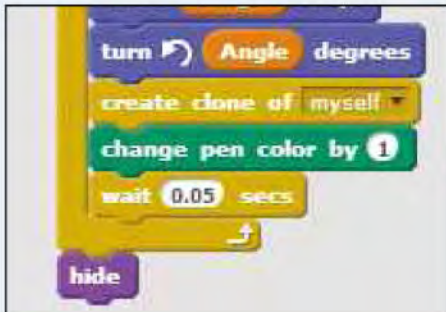 turn Angle degrees
create clone of myself
change pen color by 1
wait 0.05 secs
hide